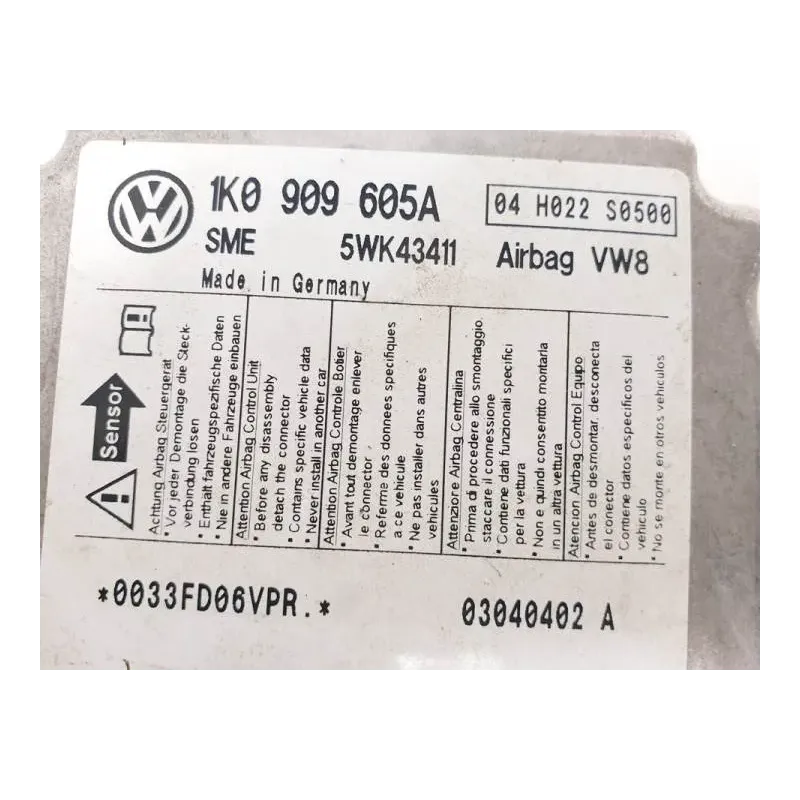 1K0 909 605A
04 H022 S0500
SME 5WK43411 Airbag VW8
Made in Germany
Sensor
Achtung Airbag Steuergerät
• Vor jeder Demontage die Steck-
verbindung lösen
• Enthält fahrzeugspezifische Daten
• Nie in andere Fahrzeuge einbauen
Attention Airbag Control Unit
• Before any disassembly
detach the connector
• Contains specific vehicle data
• Never install in another car
Attention Airbag Controle Boitier
• Avant tout demontage enlever
le connector
• Referme des donnees specifiques
a ce vehicule
• Ne pas installer dans autres
vehicules
Attenzione Airbag Centralina
• Prima di procedere allo smontaggio
staccare il connessione
• Contiene dati funzionali specifici
per la vettura
• Non e quindi consentito montarla
in un altra vettura
Atencion Airbag Control Equipo
• Antes de desmontar, desconecta
el conector
• Contiene datos especificos del
vehiculo
• No se monte en otros vehiculos
*0033FD06VPR.*
03040402 A